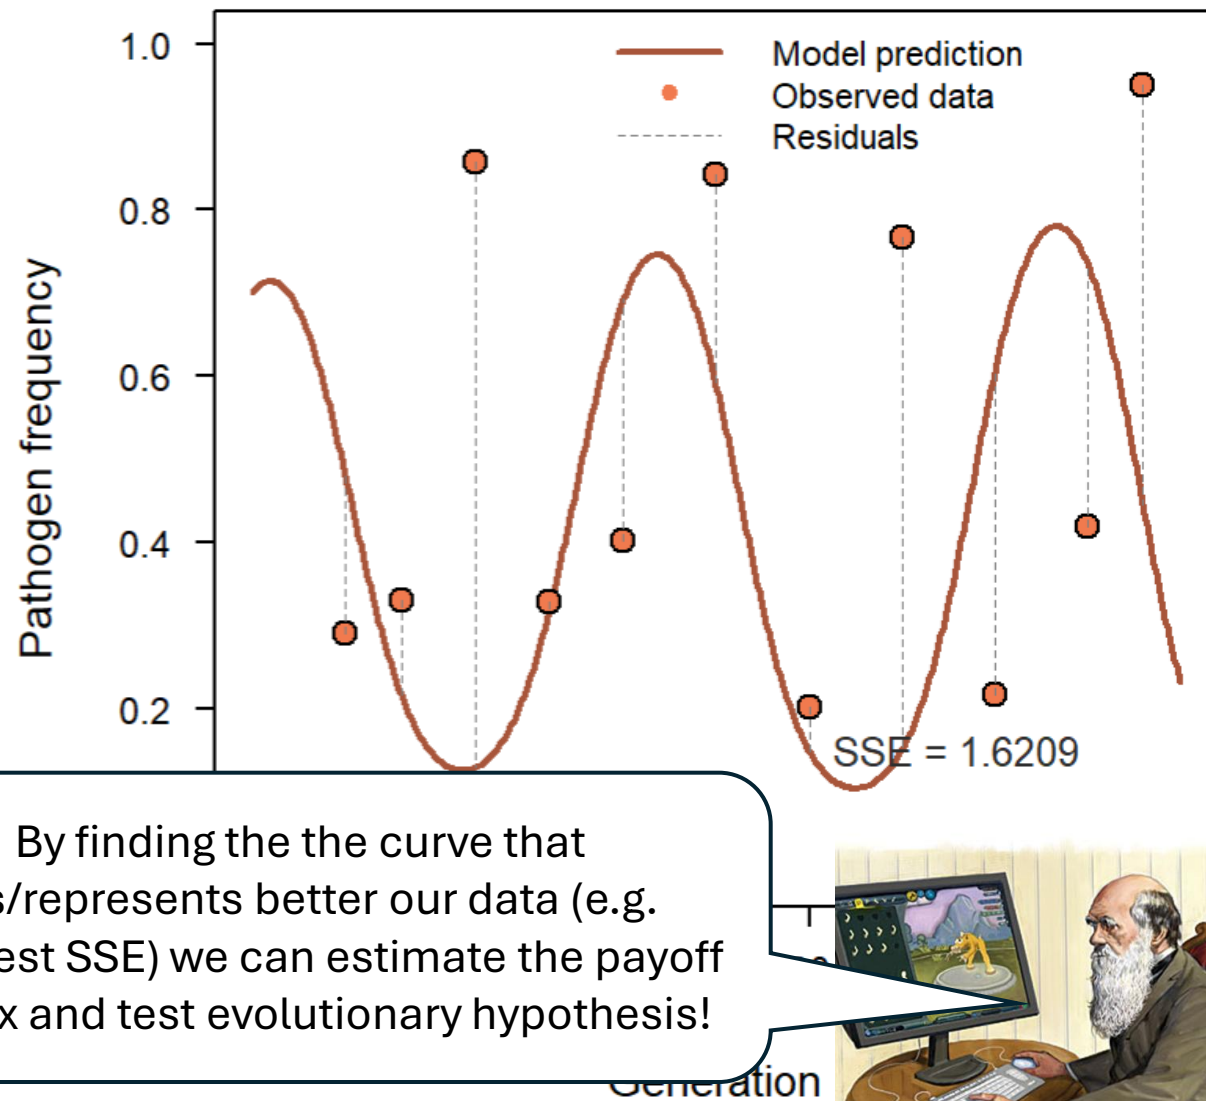 1.0
0.8
0.6
0.4
0.2
Pathogen frequency
Model prediction
Observed data
Residuals
SSE = 1.6209
By finding the the curve that
s/represents better our data (e.g.
est SSE) we can estimate the payoff
x and test evolutionary hypothesis!
Generation